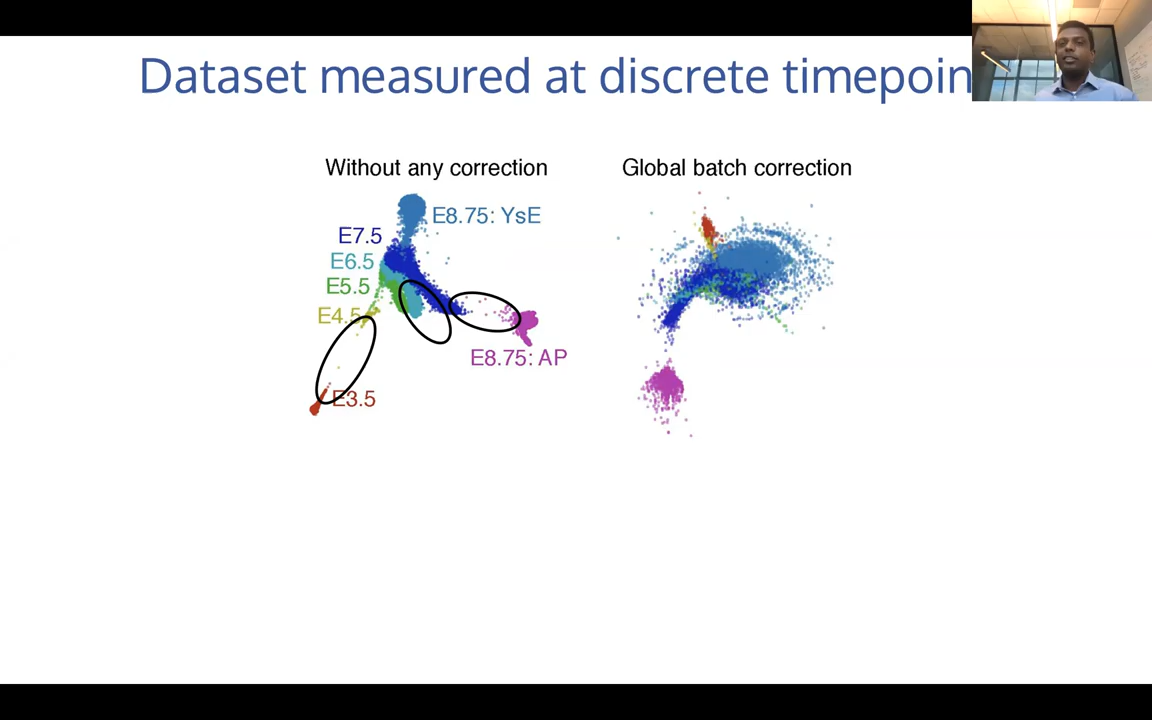 Dataset measured at discrete timepoin
Without any correction
Global batch correction
E8.75: YsE
E7.5
E6.5
E5.5
E4.5
E8.75: AP
E3.5